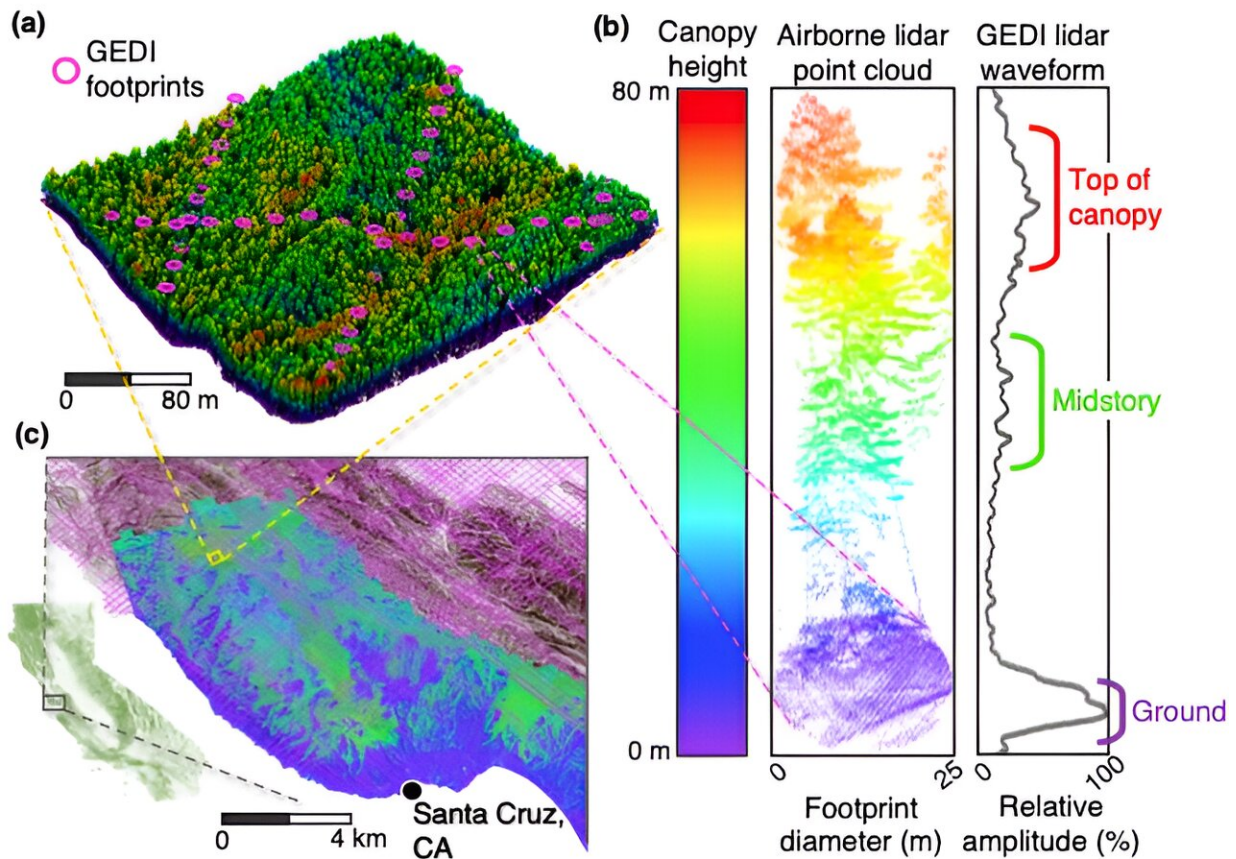 (a)
GEDI
footprints
0 80 m
(b)
Canopy
height
80 m
0 m
Airborne lidar
point cloud
0 25
Footprint
diameter (m)
GEDI lidar
waveform
Top of
canopy
Midstory
Ground
0 100
Relative
amplitude (%)
(c)
Santa Cruz,
CA
0 4 km